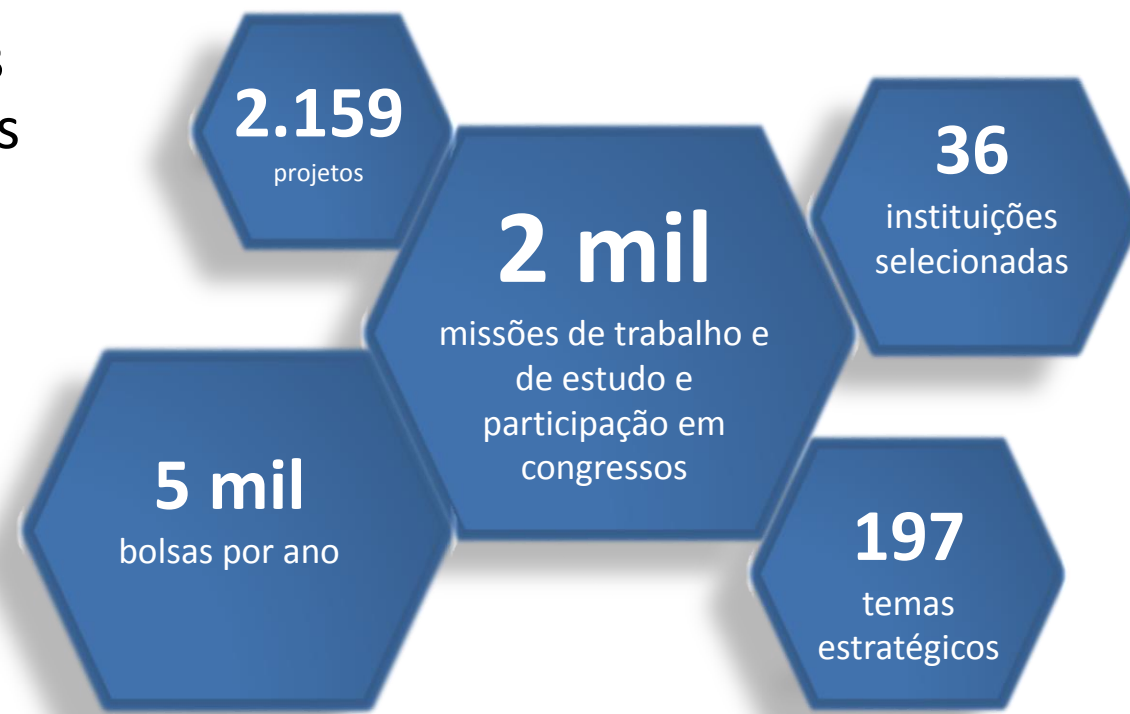 2.159
projetos
36
instituições
selecionadas
2 mil
missões de trabalho e
de estudo e
participação em
congressos
5 mil
bolsas por ano
197
temas
estratégicos